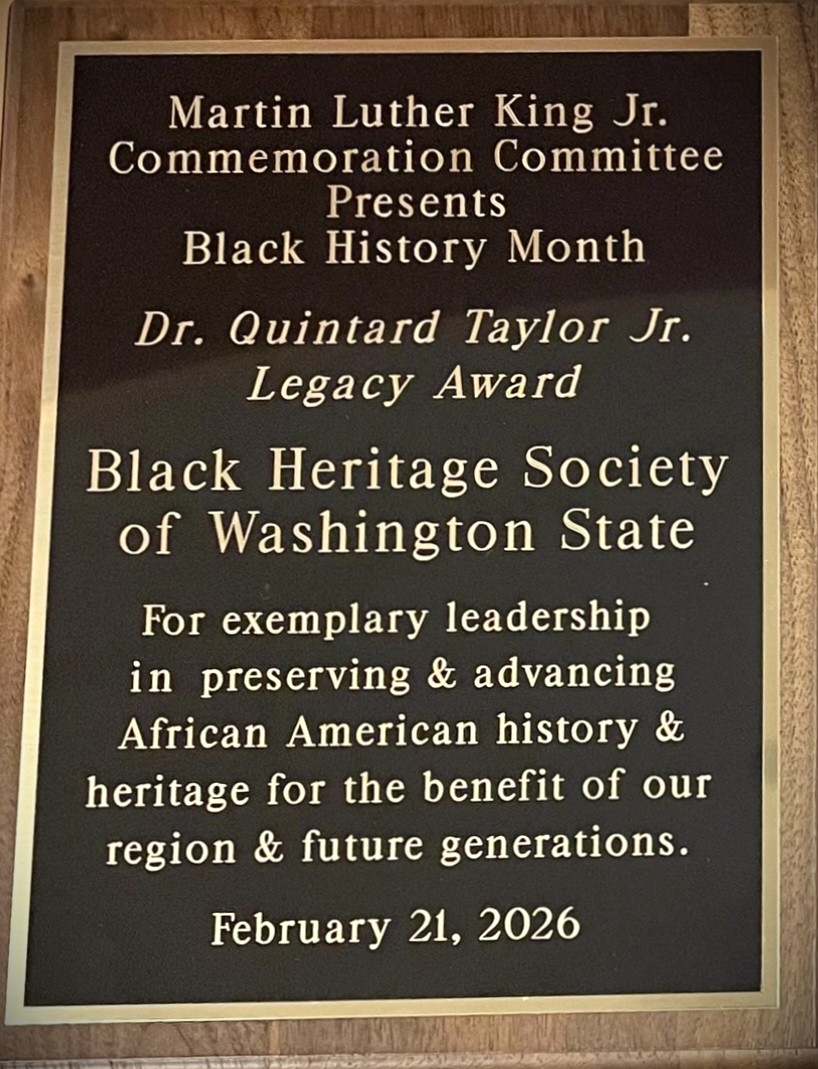 Martin Luther King Jr.
Commemoration Committee
Presents
Black History Month
Dr. Quintard Taylor Jr.
Legacy Award
Black Heritage Society
of Washington State
For exemplary leadership
in preserving & advancing
African American history &
heritage for the benefit of our
region & future generations.
February 21, 2026